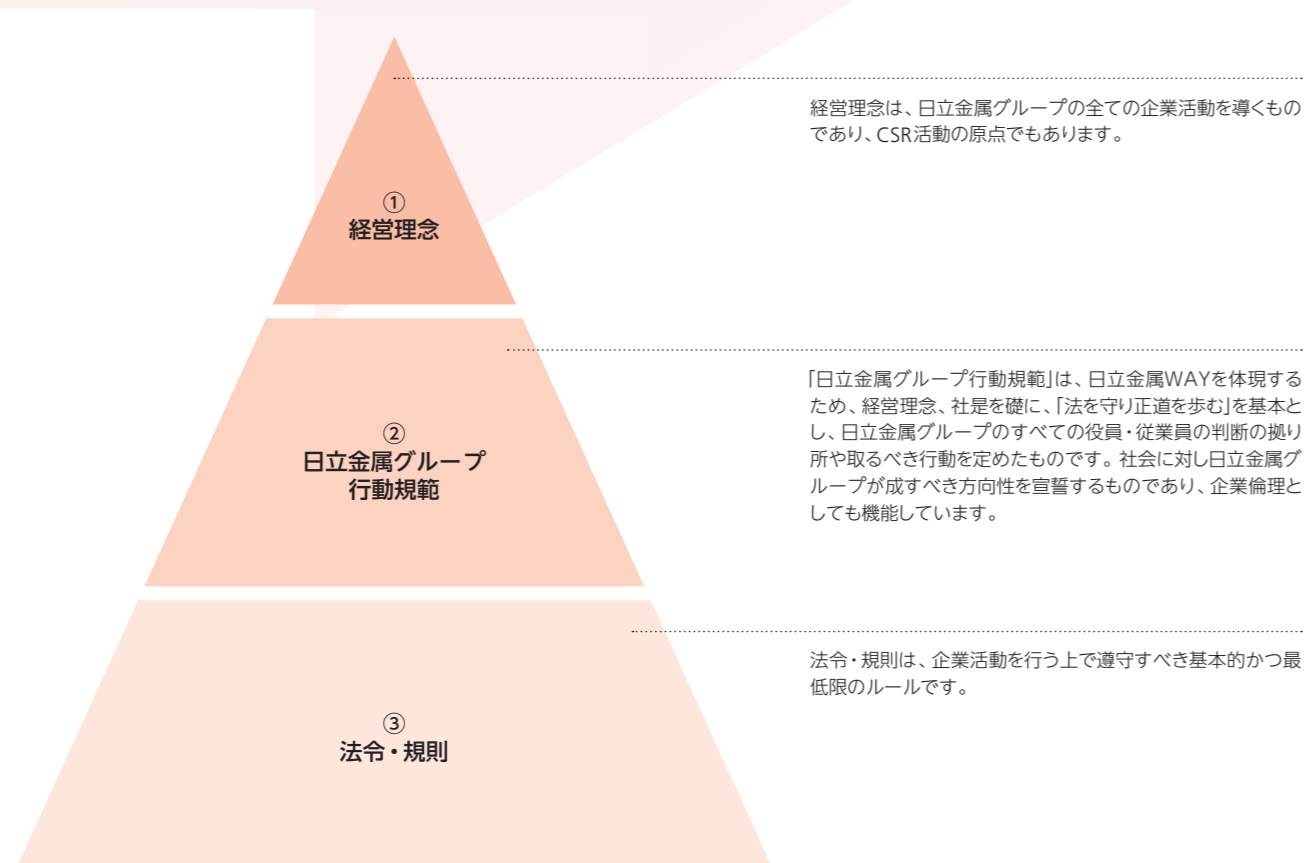 経営理念は、日立金属グループの全ての企業活動を導くもの
であり、CSR活動の原点でもあります。
①
経営理念
「日立金属グループ行動規範」は、日立金属WAYを体現する
ため、経営理念、社是を礎に、「法を守り正道を歩む」を基本と
し、日立金属グループのすべての役員・従業員の判断の拠り
所や取るべき行動を定めたものです。社会に対し日立金属グ
ループが成すべき方向性を宣誓するものであり、企業倫理と
しても機能しています。
②
日立金属グループ
行動規範
法令・規則は、企業活動を行う上で遵守すべき基本的かつ最
低限のルールです。
③
法令・規則